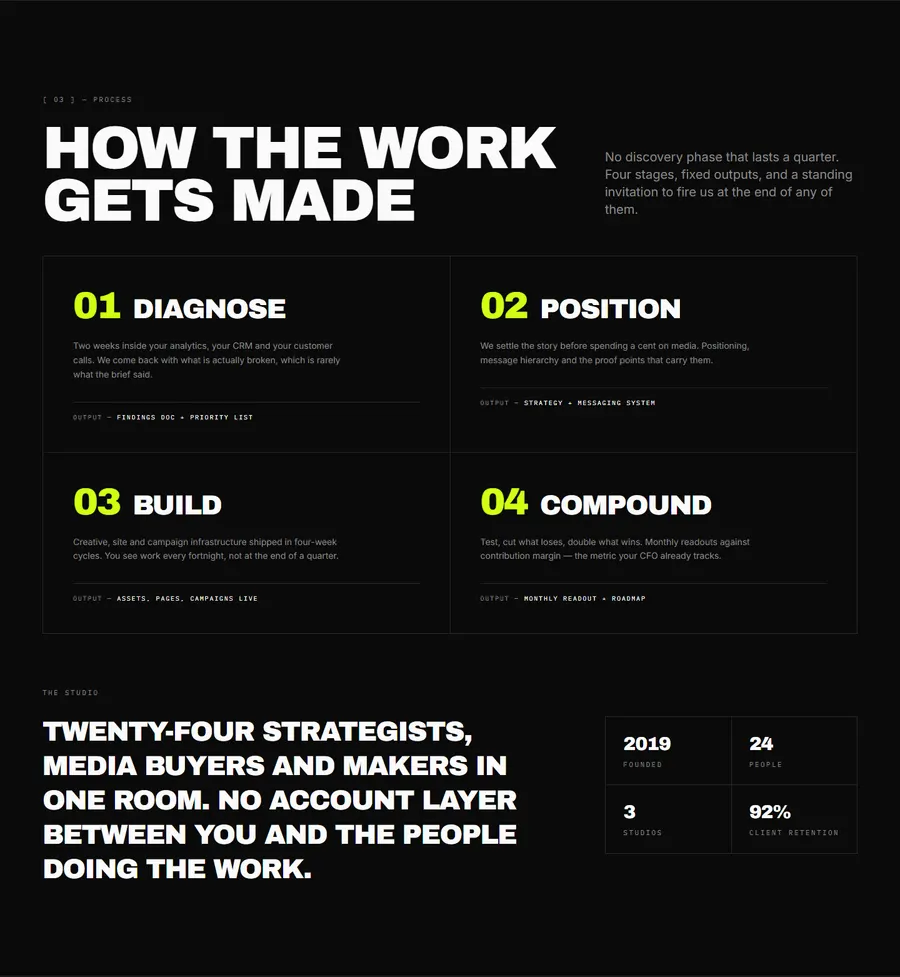 [ 03 ] — PROCESS
HOW THE WORK
GETS MADE
No discovery phase that lasts a quarter.
Four stages, fixed outputs, and a standing
invitation to fire us at the end of any of
them.
01 DIAGNOSE
Two weeks inside your analytics, your CRM and your customer
calls. We come back with what is actually broken, which is rarely
what the brief said.
OUTPUT — FINDINGS DOC + PRIORITY LIST
02 POSITION
We settle the story before spending a cent on media. Positioning,
message hierarchy and the proof points that carry them.
OUTPUT — STRATEGY + MESSAGING SYSTEM
03 BUILD
Creative, site and campaign infrastructure shipped in four-week
cycles. You see work every fortnight, not at the end of a quarter.
OUTPUT — ASSETS, PAGES, CAMPAIGNS LIVE
04 COMPOUND
Test, cut what loses, double what wins. Monthly readouts against
contribution margin — the metric your CFO already tracks.
OUTPUT — MONTHLY READOUT + ROADMAP
THE STUDIO
TWENTY-FOUR STRATEGISTS,
MEDIA BUYERS AND MAKERS IN
ONE ROOM. NO ACCOUNT LAYER
BETWEEN YOU AND THE PEOPLE
DOING THE WORK.
2019
FOUNDED
24
PEOPLE
3
STUDIOS
92%
CLIENT RETENTION